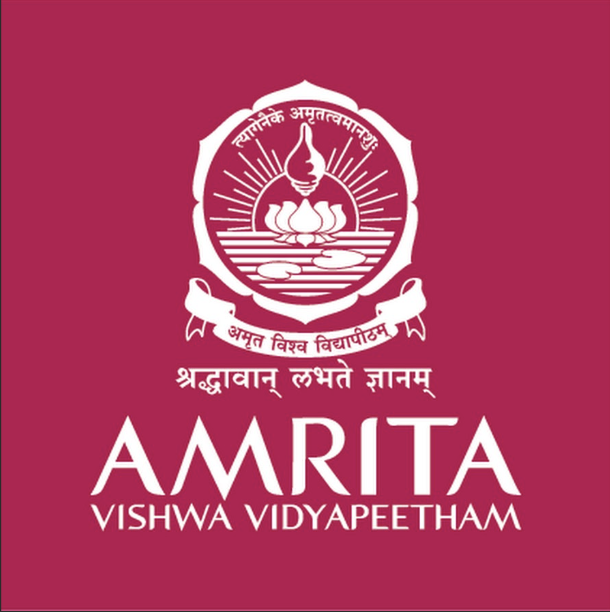 त्यागेनैके अमृतत्वमानशुः
अमृत विश्व विद्यापीठम्
श्रद्धावान् लभते ज्ञानम्
AMRITA
VISHWA VIDYAPEETHAM